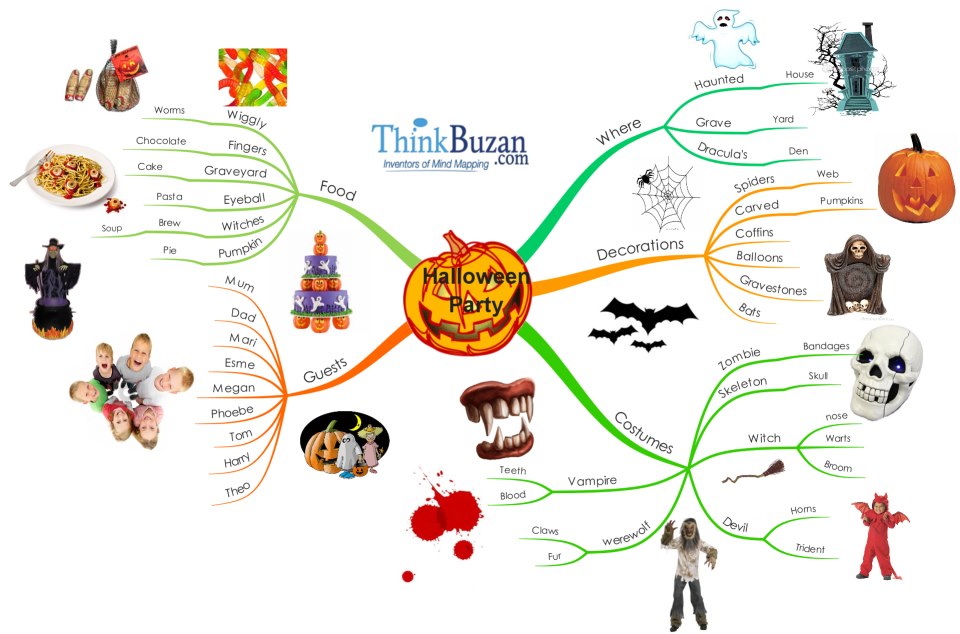 ThinkBuzan
.com
Inventors of Mind Mapping
Halloween
Party
Where
Haunted
House
Grave
Yard
Dracula's
Den
Decorations
Spiders
Web
Carved
Pumpkins
Coffins
Balloons
Gravestones
Bats
Costumes
Zombie
Bandages
Skeleton
Skull
Witch
nose
Warts
Broom
Devil
Horns
Trident
werewolf
Claws
Fur
Vampire
Teeth
Blood
Guests
Mum
Dad
Mari
Esme
Megan
Phoebe
Tom
Harry
Theo
Food
Wiggly
Worms
Fingers
Chocolate
Graveyard
Cake
Eyeball
Pasta
Witches
Brew
Soup
Pumpkin
Pie